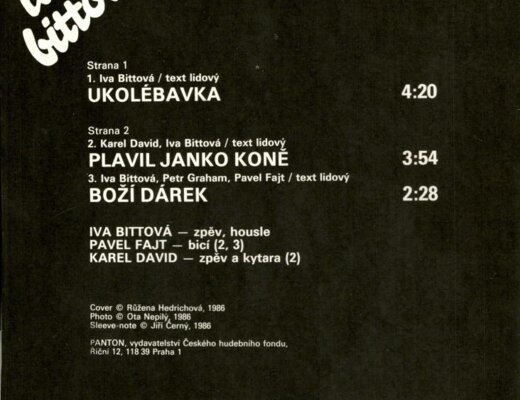 bittová
Strana 1
1. Iva Bittová / text lidový
UKOLÉBAVKA 4:20
Strana 2
2. Karel David, Iva Bittová / text lidový
PLAVIL JANKO KONĚ 3:54
3. Iva Bittová, Petr Graham, Pavel Fajt / text lidový
BOŽÍ DÁREK 2:28
IVA BITTOVÁ — zpěv, housle
PAVEL FAJT — bicí (2, 3)
KAREL DAVID — zpěv a kytara (2)
Cover © Růžena Hedrichová, 1986
Photo © Ota Nepilý, 1986
Sleeve-note © Jiří Černý, 1986
PANTON, vydavatelství Českého hudebního fondu,
Říční 12, 118 39 Praha 1